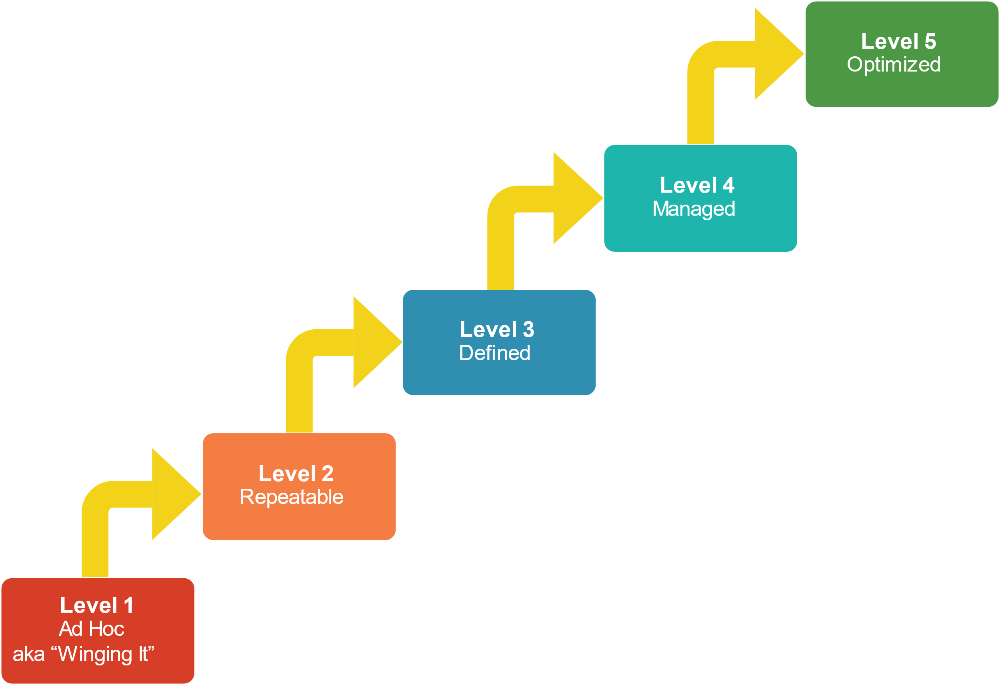 Level 5
Optimized
Level 4
Managed
Level 3
Defined
Level 2
Repeatable
Level 1
Ad Hoc
aka “Winging It”